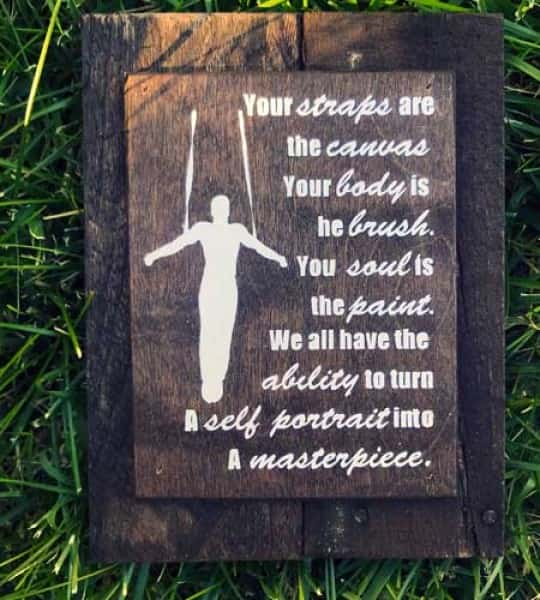 Your straps are
the canvas
Your body is
he brush.
You soul is
the paint.
We all have the
ability to turn
A self portrait into
A masterpiece.